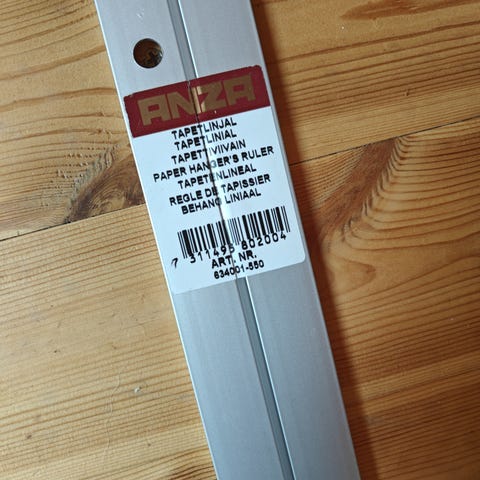 ANZA
TAPETLINJAL
TAPETLINIAL
TAPETTIVIIVAIN
PAPER HANGER'S RULER
TAPETENLINEAL
REGLE DE TAPISSIER
BEHANG LINIAAL
7 311495 802004
ART. NR.
634001-550